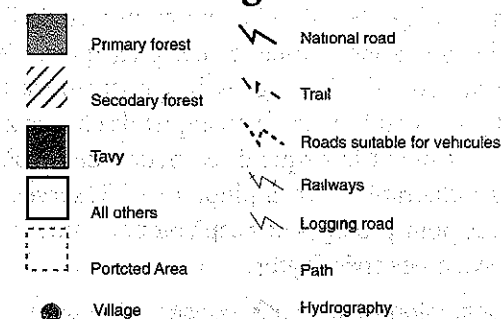 Primary forest
Secodary forest
Tavy
All others
Portcted Area
Village
National road
Trail
Roads suitable for vehicules
Railways
Logging road
Path
Hydrography